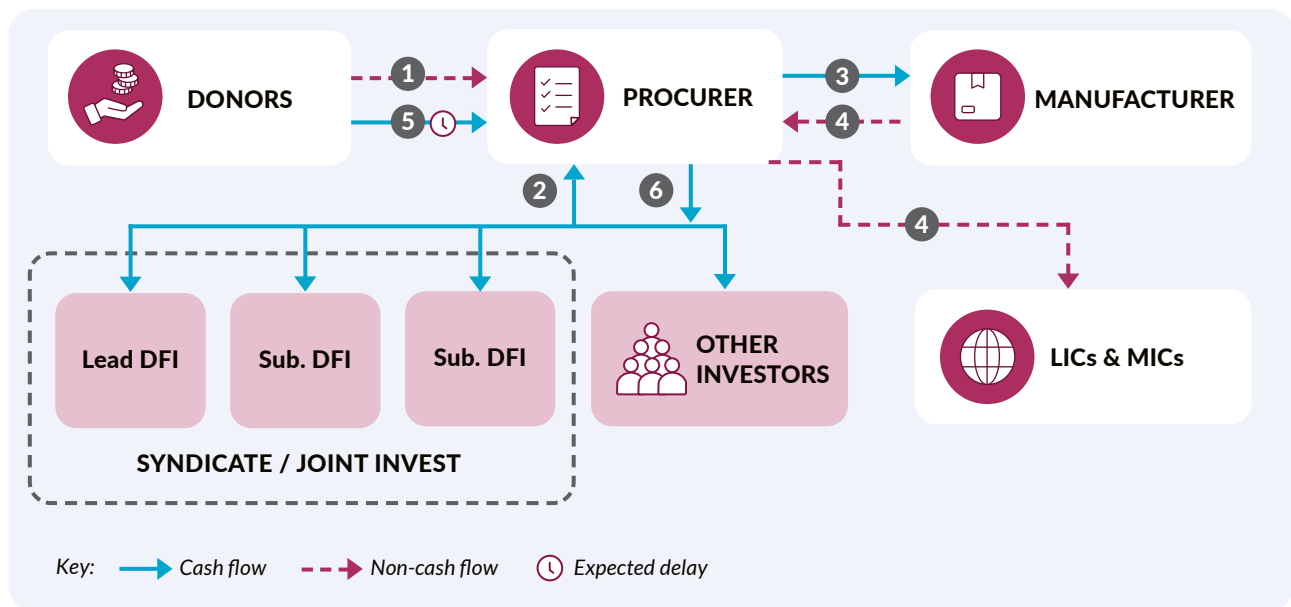 DONORS
1
5
PROCURER
3
4
MANUFACTURER
2
6
4
Lead DFI
Sub. DFI
Sub. DFI
OTHER
INVESTORS
LICs & MICs
SYNDICATE / JOINT INVEST
Key:
Cash flow
Non-cash flow
Expected delay